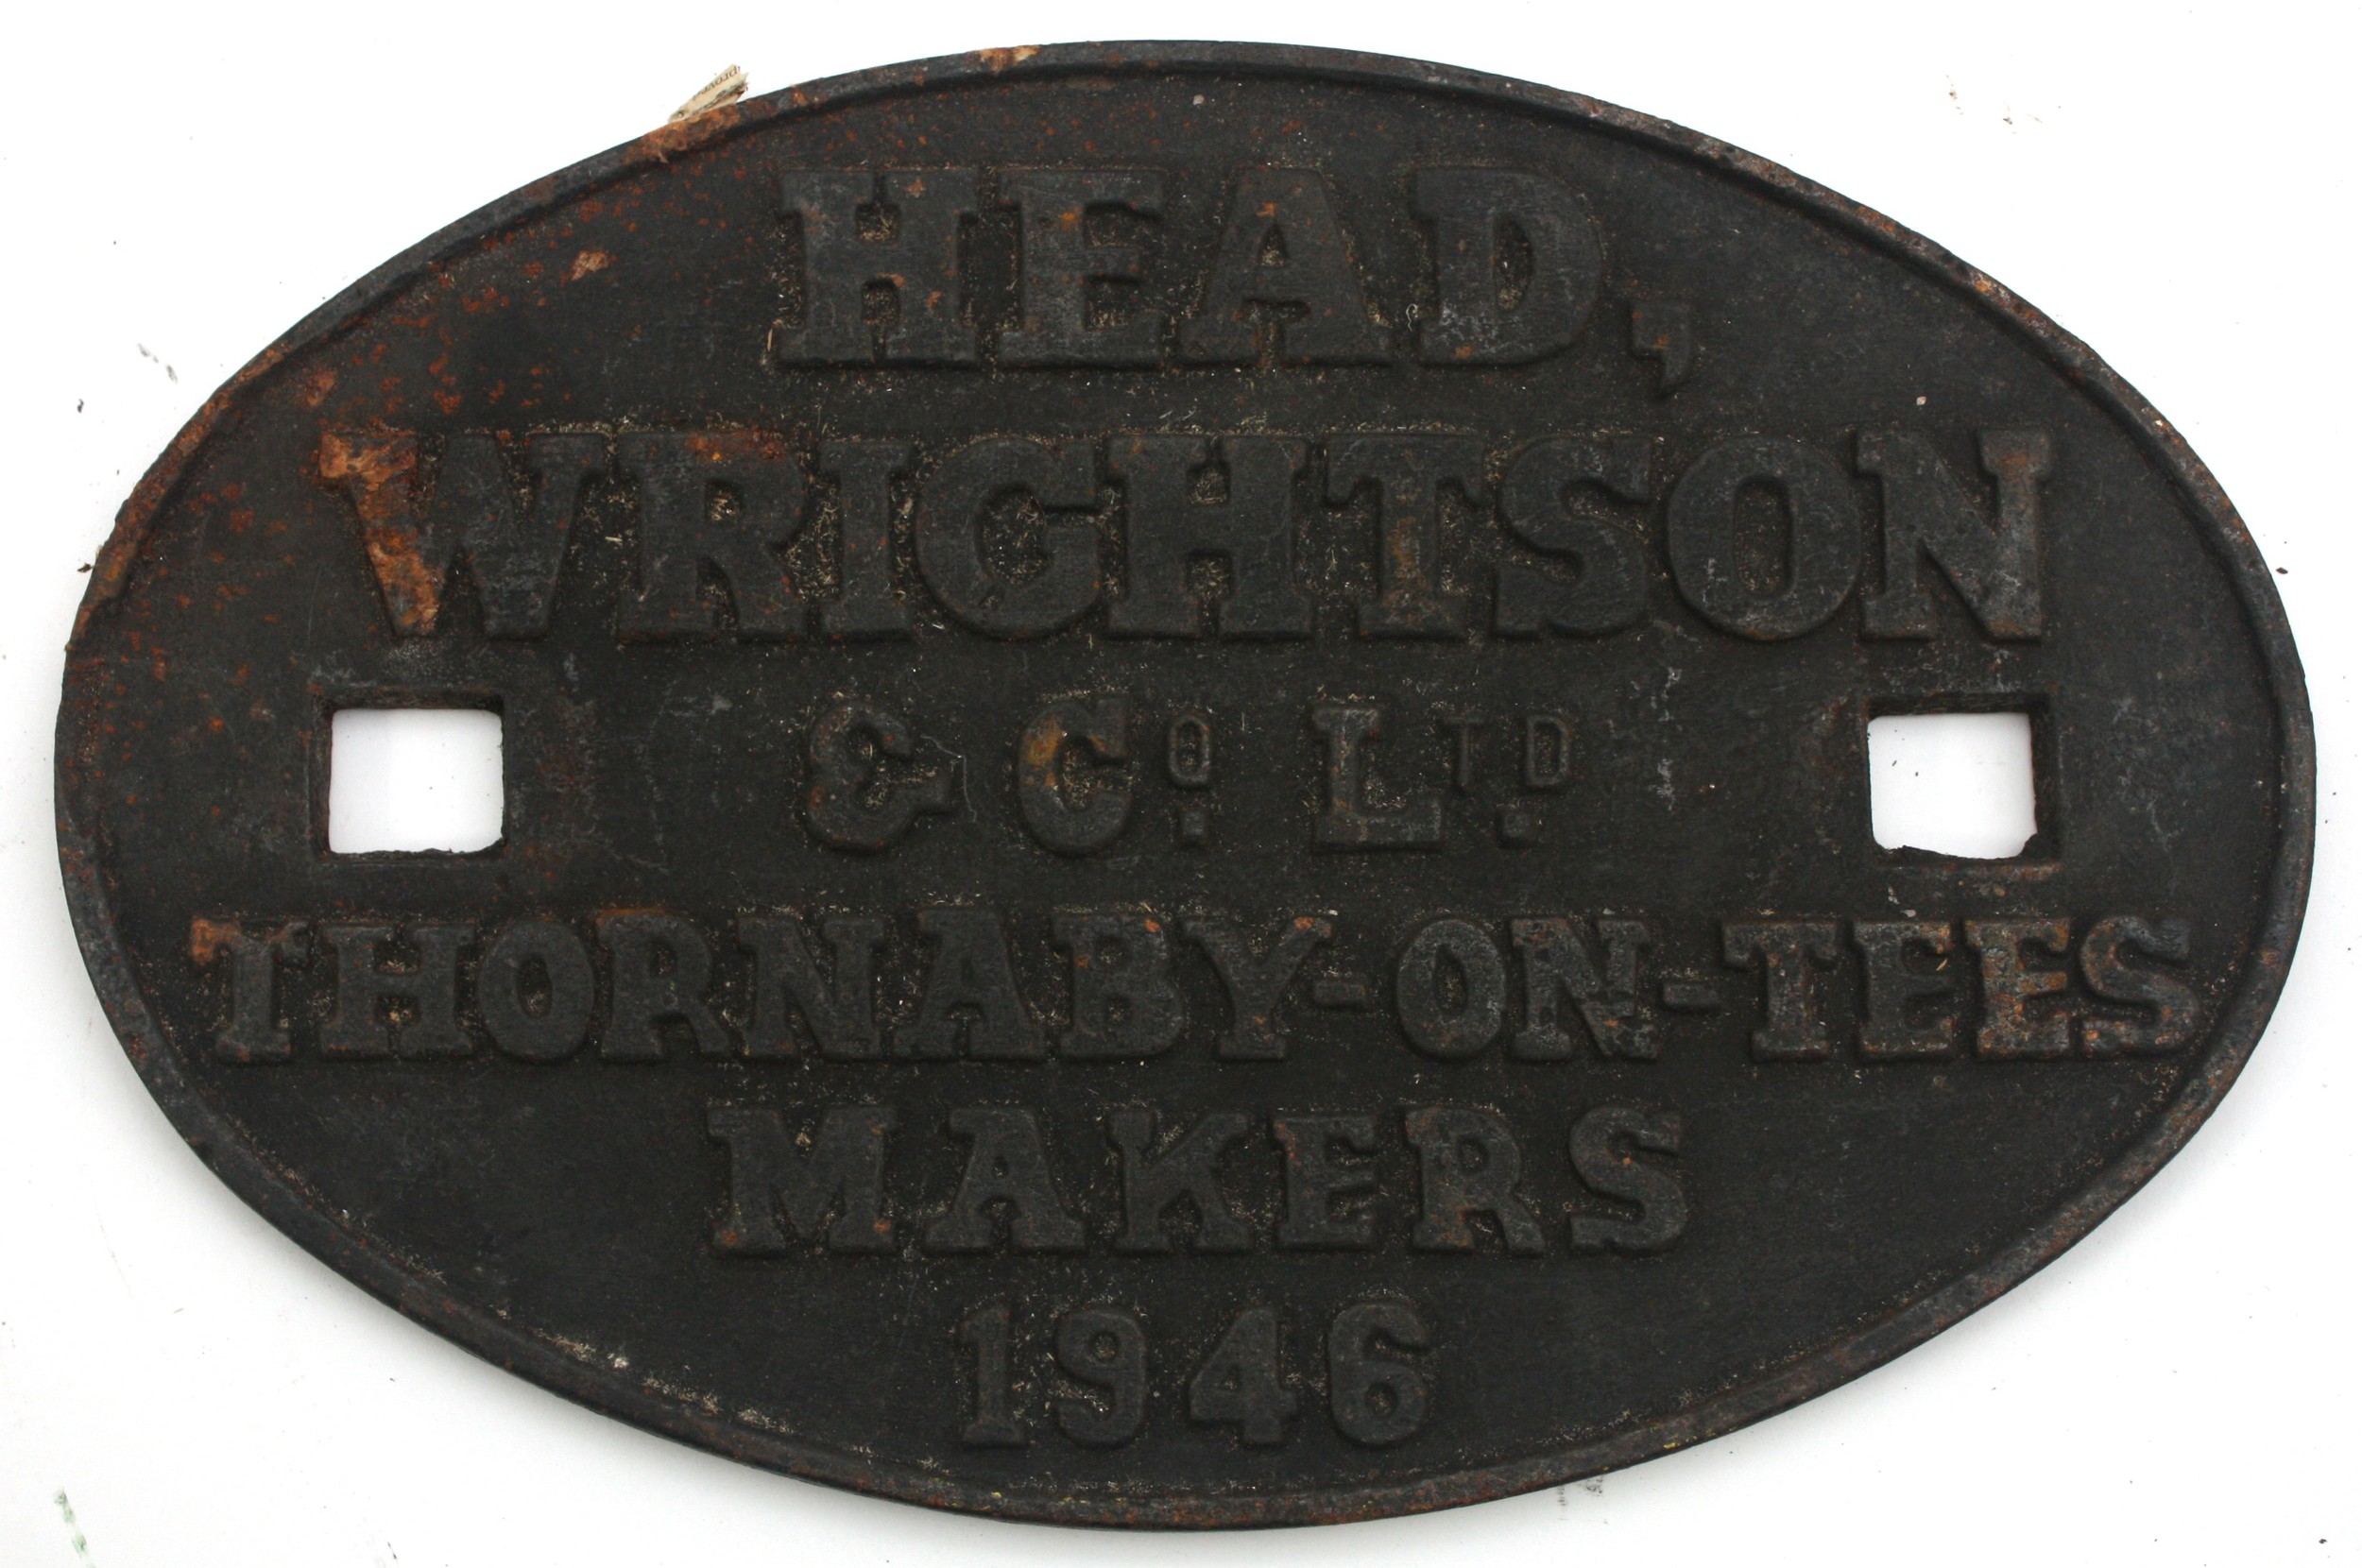 HEAD,
WRIGHTSON
& Co. LTD.
THORNABY-ON-TEES
MAKERS
1946